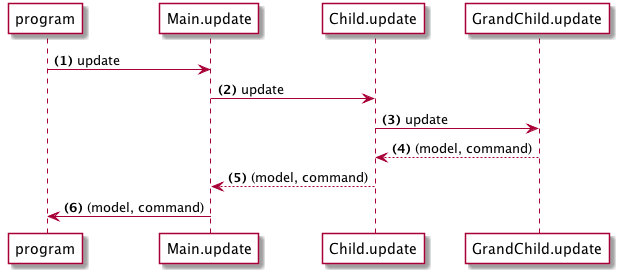 program Main.update Child.update GrandChild.update
(1) update
(2) update
(3) update
(4) (model, command)
(5) (model, command)
(6) (model, command)
program Main.update Child.update GrandChild.update